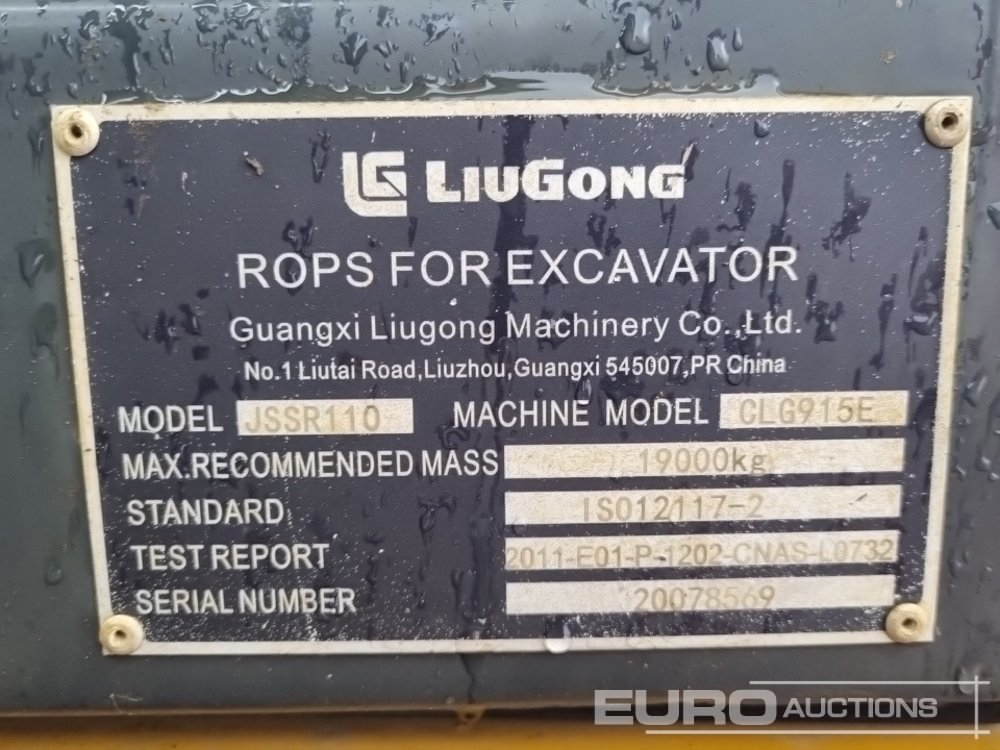 LG LIUGONG
ROPS FOR EXCAVATOR
Guangxi Liugong Machinery Co.,Ltd.
No.1 Liutai Road,Liuzhou,Guangxi 545007,PR China
MODEL JSSR110 MACHINE MODEL CLG915E
MAX.RECOMMENDED MASS 19000kg
STANDARD ISO12117-2
TEST REPORT 2011-E01-P-1202-CNAS-L0732
SERIAL NUMBER 20078569
EURO AUCTIONS